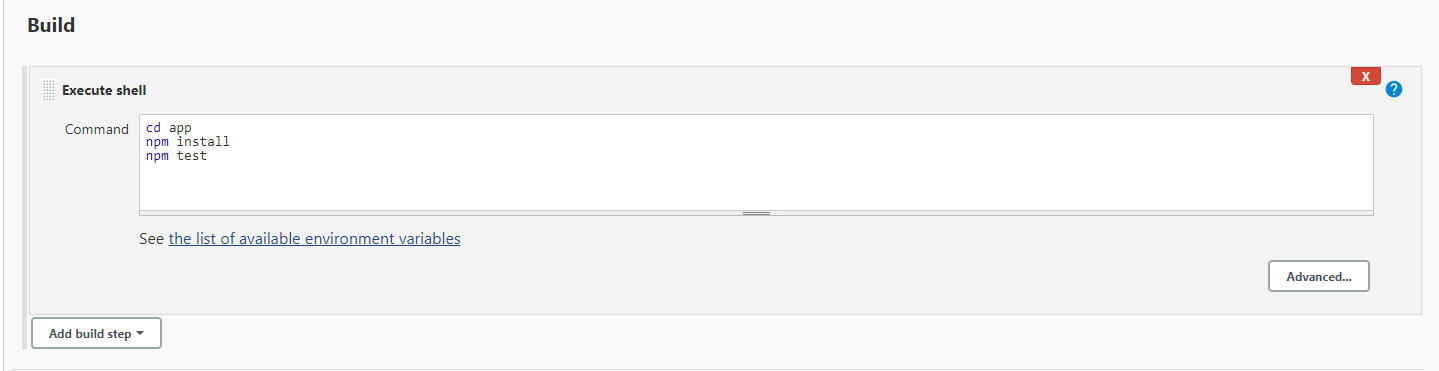 Build
Execute shell
X
?
Command
cd app
npm install
npm test
See the list of available environment variables
Advanced...
Add build step